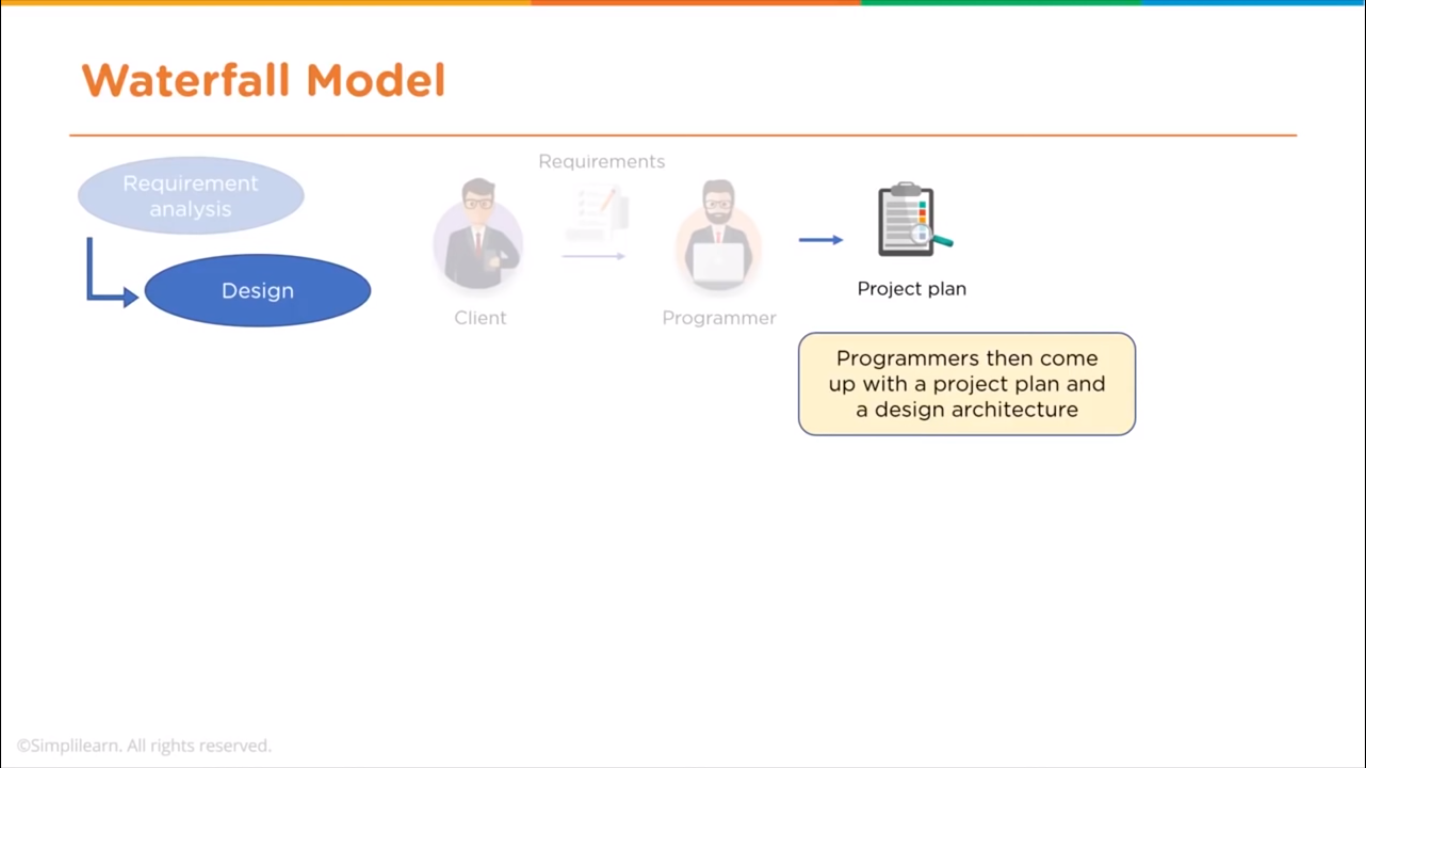 Waterfall Model
Requirement
analysis
Design
Requirements
Client
Programmer
Project plan
Programmers then come
up with a project plan and
a design architecture
©Simplilearn. All rights reserved.